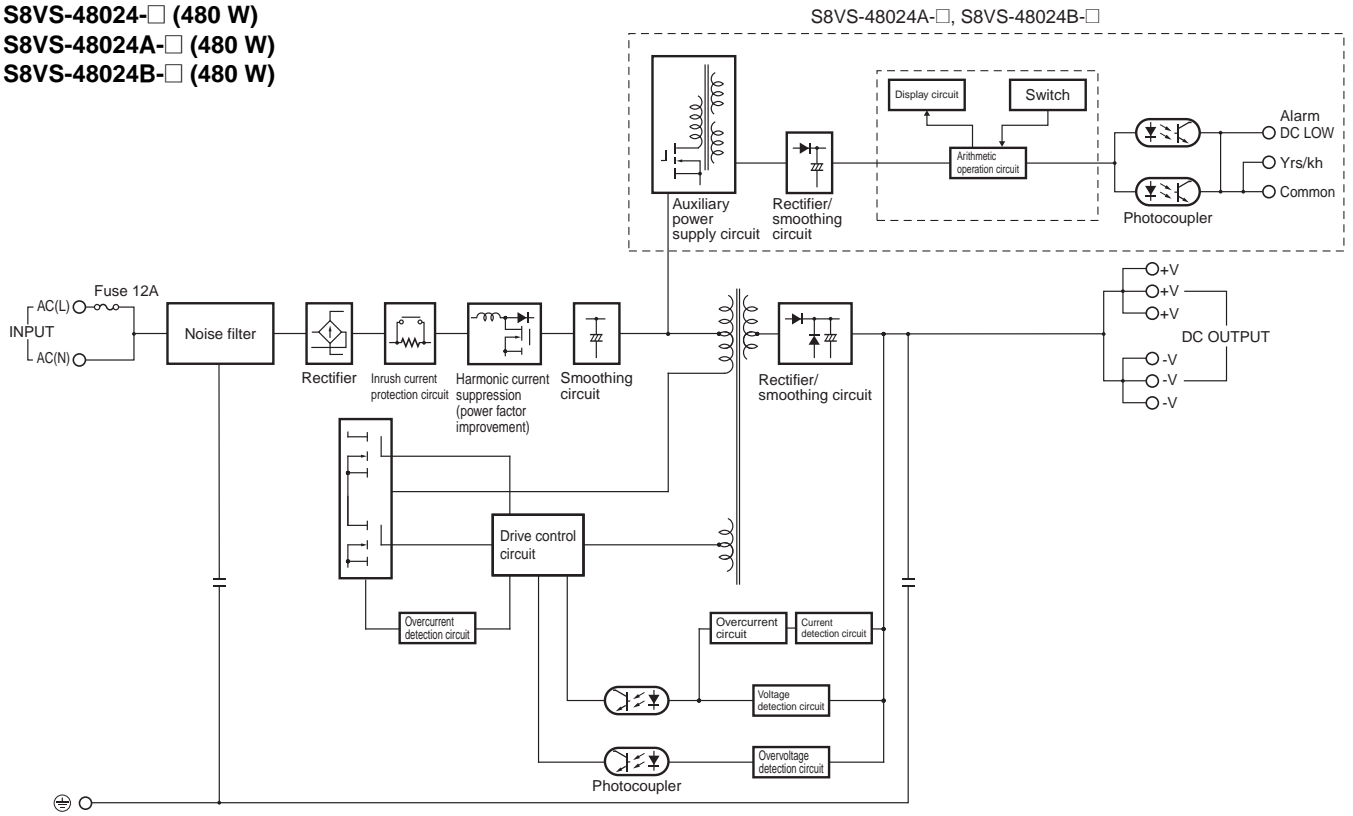 S8VS-48024-□ (480 W)
S8VS-48024A-□ (480 W)
S8VS-48024B-□ (480 W)
S8VS-48024A-□, S8VS-48024B-□
Display circuit
Switch
Arithmetic
operation circuit
Alarm
DC LOW
Yrs/kh
Common
Photocoupler
Auxiliary
power
supply circuit
Rectifier/
smoothing
circuit
INPUT
AC(L)
Fuse 12A
AC(N)
Noise filter
Rectifier
Inrush current
protection circuit
Harmonic current
suppression
(power factor
improvement)
Smoothing
circuit
Rectifier/
smoothing circuit
+V
+V
+V
DC OUTPUT
-V
-V
-V
Drive control
circuit
Overcurrent
detection circuit
Overcurrent
circuit
Current
detection circuit
Voltage
detection circuit
Overvoltage
detection circuit
Photocoupler